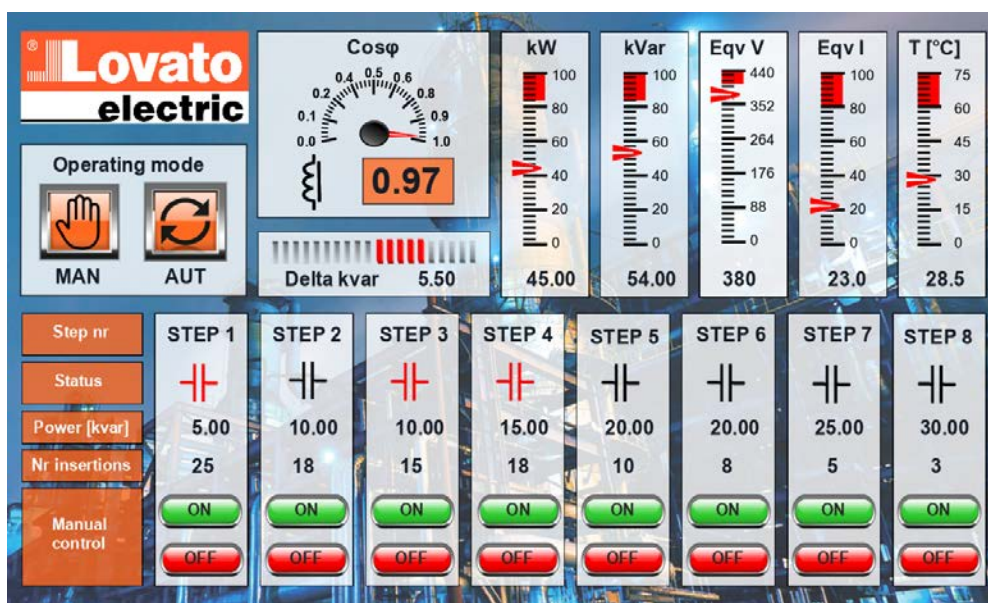 ® Lovato
electric
Operating mode
MAN AUT
Cosφ
0.0 0.1 0.2 0.4 0.5 0.6 0.8 0.9 1.0
0.97
Delta kvar 5.50
kW
100
80
60
40
20
0
45.00
kVar
100
80
60
40
20
0
54.00
Eqv V
440
352
264
176
88
0
380
Eqv I
100
80
60
40
20
0
23.0
T [°C]
75
60
45
30
15
0
28.5
Step nr STEP 1 STEP 2 STEP 3 STEP 4 STEP 5 STEP 6 STEP 7 STEP 8
Status
Power [kvar] 5.00 10.00 10.00 15.00 20.00 20.00 25.00 30.00
Nr insertions 25 18 15 18 10 8 5 3
Manual
control
ON ON ON ON ON ON ON ON
OFF OFF OFF OFF OFF OFF OFF OFF